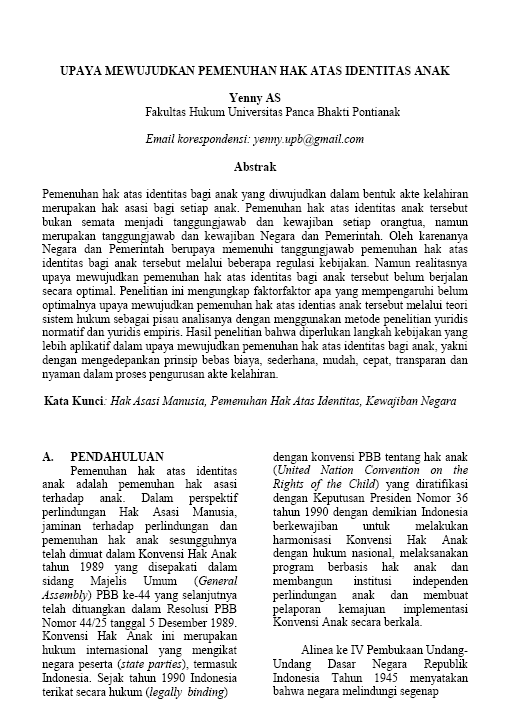 UPAYA MEWUJUDKAN PEMENUHAN HAK ATAS IDENTITAS ANAK
Yenny AS
Fakultas Hukum Universitas Panca Bhakti Pontianak
Email korespondensi: yenny.upb@gmail.com
Abstrak
Pemenuhan hak atas identitas bagi anak yang diwujudkan dalam bentuk akte kelahiran
merupakan hak asasi bagi setiap anak. Pemenuhan hak atas identitas anak tersebut
bukan semata menjadi tanggungjawab dan kewajiban setiap orangtua, namun
merupakan tanggungjawab dan kewajiban Negara dan Pemerintah. Oleh karenanya
Negara dan Pemerintah berupaya memenuhi tanggungjawab pemenuhan hak atas
identitas bagi anak tersebut melalui beberapa regulasi kebijakan. Namun realitasnya
upaya mewujudkan pemenuhan hak atas identitas bagi anak tersebut belum berjalan
secara optimal. Penelitian ini mengungkap faktorfaktor apa yang mempengaruhi belum
optimalnya upaya mewujudkan pemenuhan hak atas identias anak tersebut melalui teori
sistem hukum sebagai pisau analisanya dengan menggunakan metode penelitian yuridis
normatif dan yuridis empiris. Hasil penelitian bahwa diperlukan langkah kebijakan yang
lebih aplikatif dalam upaya mewujudkan pemenuhan hak atas identitas bagi anak, yakni
dengan mengedepankan prinsip bebas biaya, sederhana, mudah, cepat, transparan dan
nyaman dalam proses pengurusan akte kelahiran.
Kata Kunci: Hak Asasi Manusia, Pemenuhan Hak Atas Identitas, Kewajiban Negara
A. PENDAHULUAN
Pemenuhan hak atas identitas
anak adalah pemenuhan hak asasi
terhadap anak. Dalam perspektif
perlindungan Hak Asasi Manusia,
jaminan terhadap perlindungan dan
pemenuhan hak anak sesungguhnya
telah dimuat dalam Konvensi Hak Anak
tahun 1989 yang disepakati dalam
sidang Majelis Umum (General
Assembly) PBB ke-44 yang selanjutnya
telah dituangkan dalam Resolusi PBB
Nomor 44/25 tanggal 5 Desember 1989.
Konvensi Hak Anak ini merupakan
hukum internasional yang mengikat
negara peserta (state parties), termasuk
Indonesia. Sejak tahun 1990 Indonesia
terikat secara hukum (legally binding)
dengan konvensi PBB tentang hak anak
(United Nation Convention on the
Rights of the Child) yang diratifikasi
dengan Keputusan Presiden Nomor 36
tahun 1990 dengan demikian Indonesia
berkewajiban untuk melakukan
harmonisasi Konvensi Hak Anak
dengan hukum nasional, melaksanakan
program berbasis hak anak dan
membangun institusi independen
perlindungan anak dan membuat
pelaporan kemajuan implementasi
Konvensi Anak secara berkala.
Alinea ke IV Pembukaan Undang-
Undang Dasar Negara Republik
Indonesia Tahun 1945 menyatakan
bahwa negara melindungi segenap